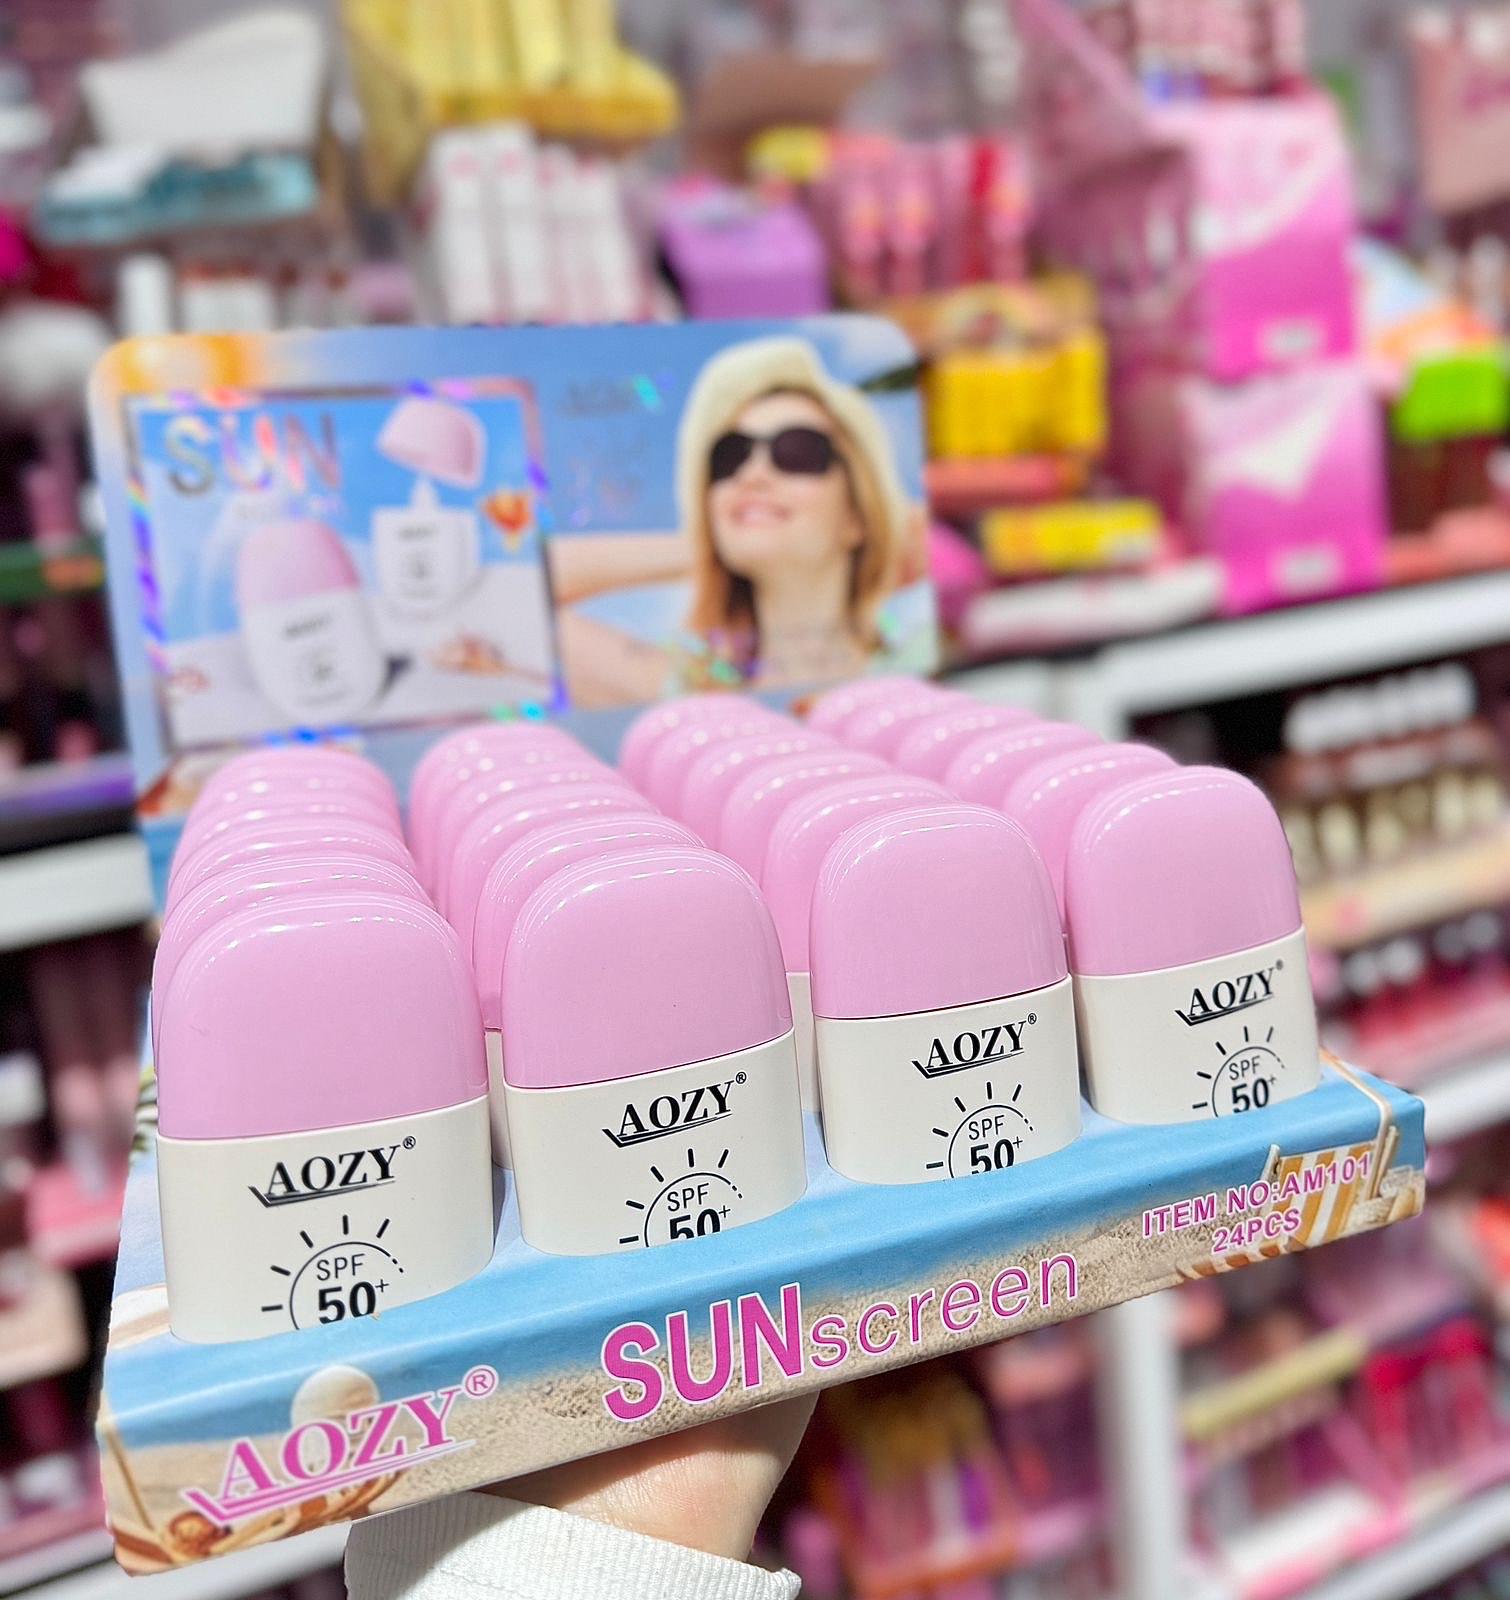 SUN
AOZY®
SPF
50+
AOZY®
SPF
50+
AOZY®
SPF
50+
AOZY®
SPF
50+
ITEM NO:AM101
24PCS
SUNscreen
AOZY®